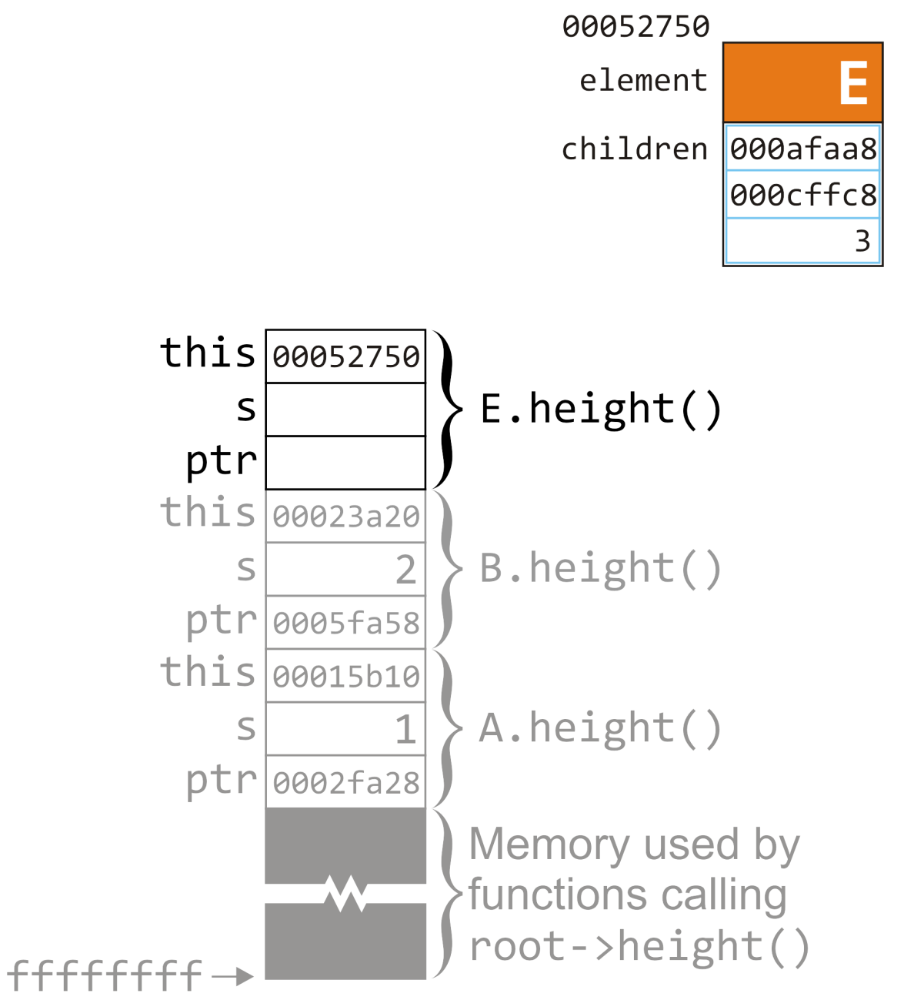 00052750
element E
children 000afaa8
000cffc8
3
this 00052750
s
E.height()
ptr
this 00023a20
s 2
B.height()
ptr 0005fa58
this 00015b10
s 1
A.height()
ptr 0002fa28
Memory used by
functions calling
root->height()
ffffffff